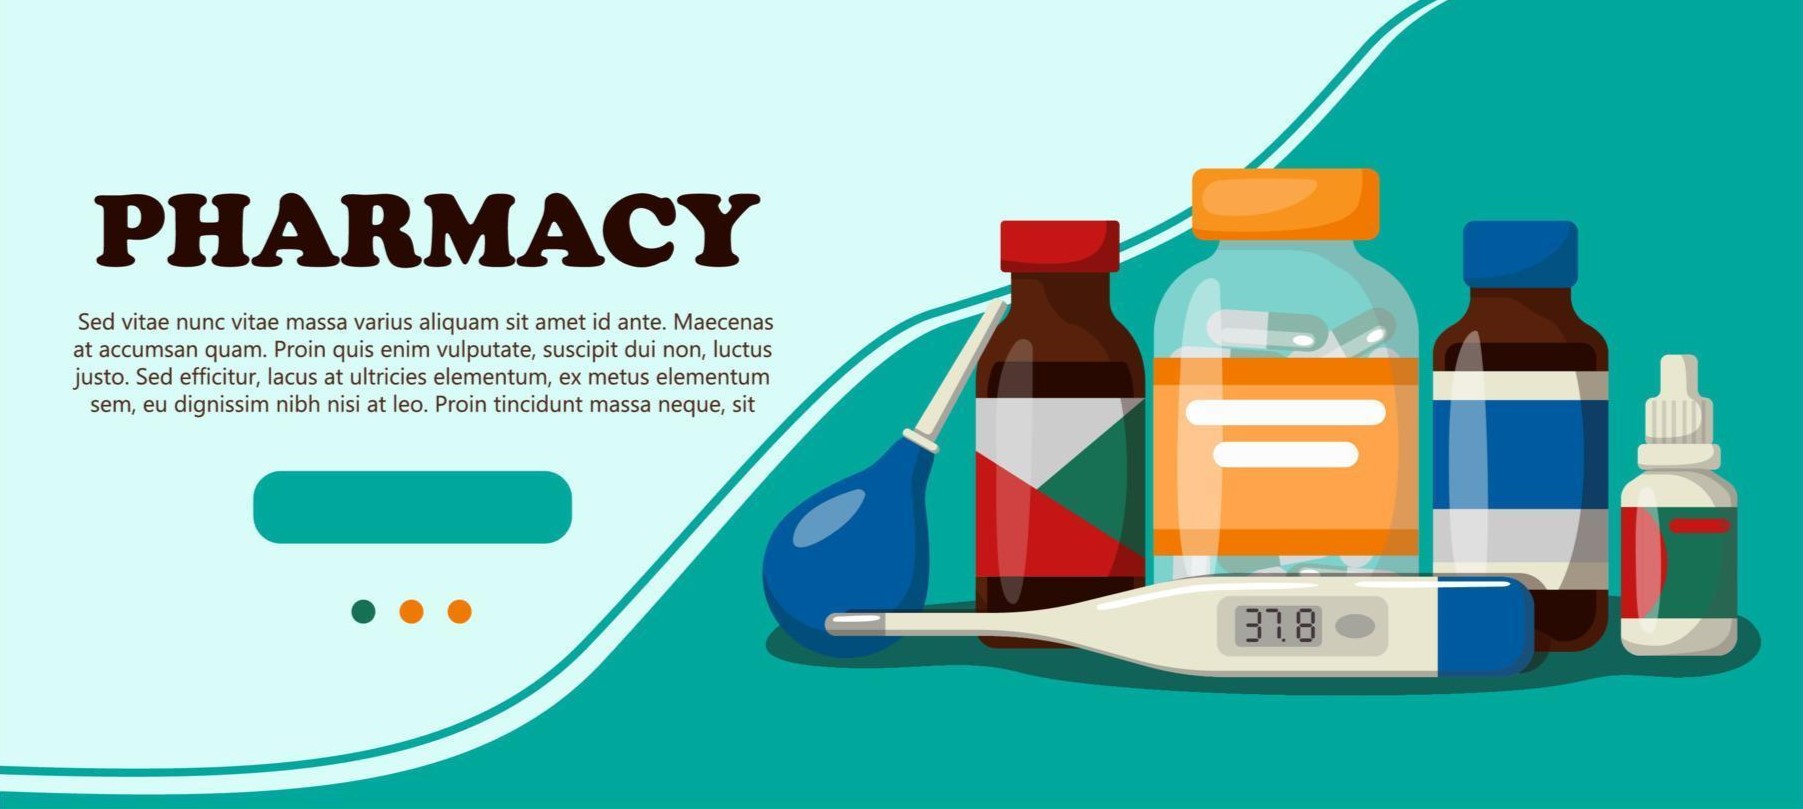 PHARMACY
Sed vitae nunc vitae massa varius aliquam sit amet id ante. Maecenas
at accumsan quam. Proin quis enim vulputate, suscipit dui non, luctus
justo. Sed efficitur, lacus at ultricies elementum, ex metus elementum
sem, eu dignissim nibh nisi at leo. Proin tincidunt massa neque, sit
37.8